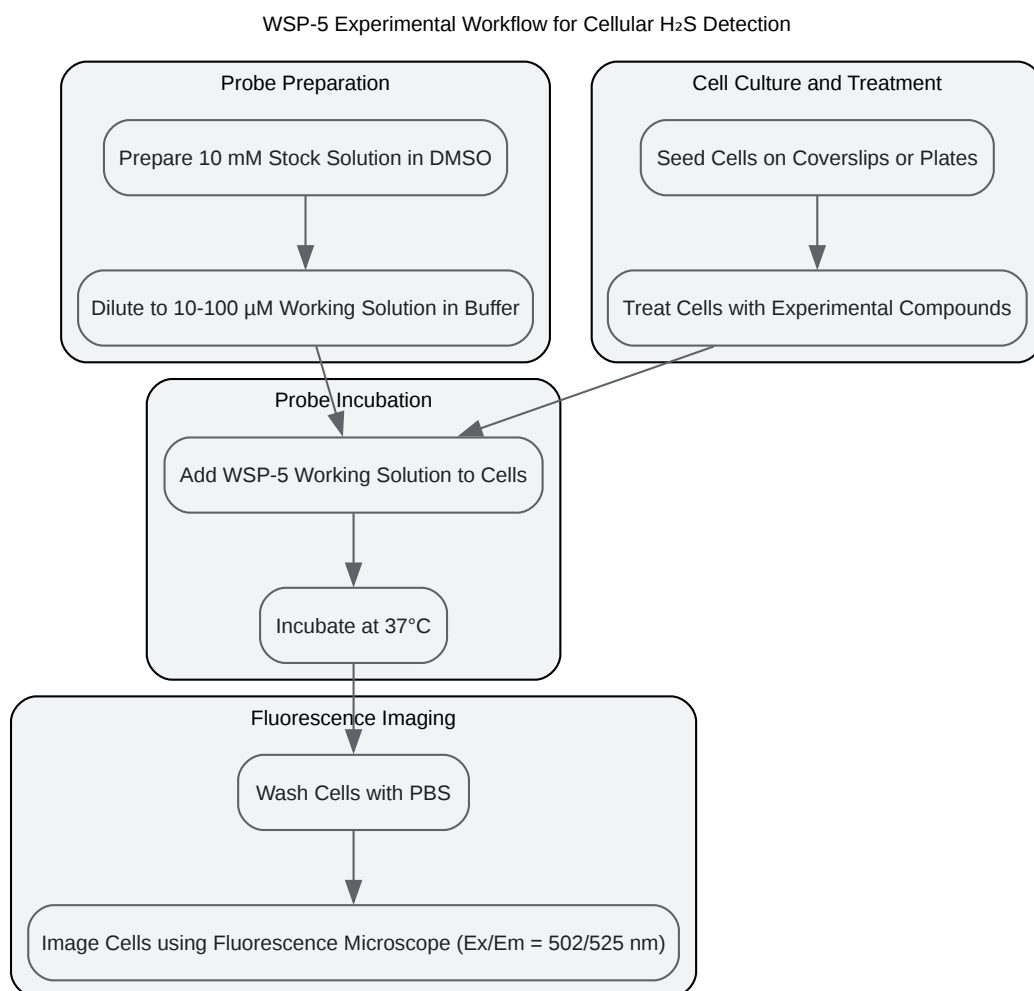 WSP-5 Experimental Workflow for Cellular H₂S Detection
Probe Preparation
Prepare 10 mM Stock Solution in DMSO
Dilute to 10-100 µM Working Solution in Buffer
Cell Culture and Treatment
Seed Cells on Coverslips or Plates
Treat Cells with Experimental Compounds
Probe Incubation
Add WSP-5 Working Solution to Cells
Incubate at 37°C
Fluorescence Imaging
Wash Cells with PBS
Image Cells using Fluorescence Microscope (Ex/Em = 502/525 nm)